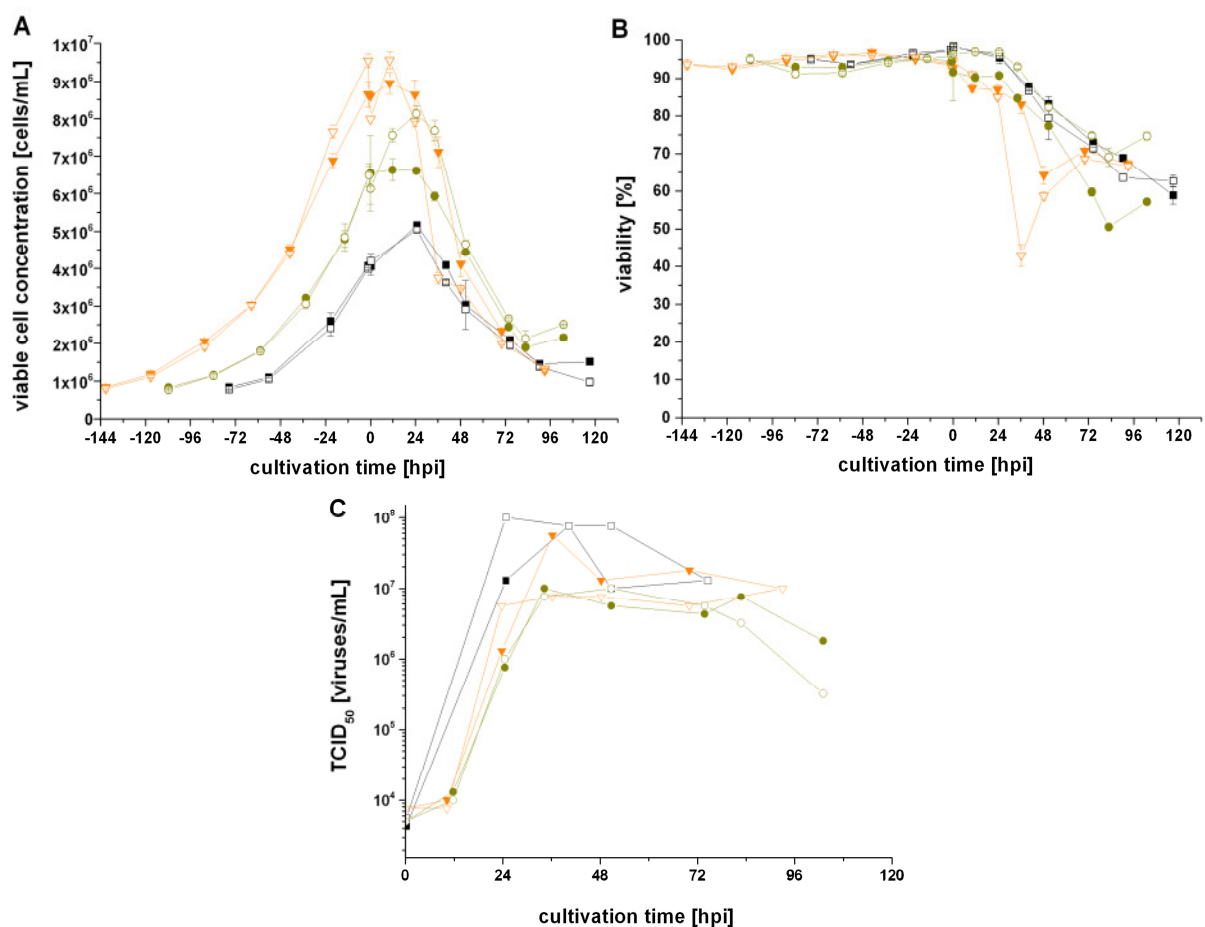 A
viable cell concentration [cells/mL]
1x10⁷
9x10⁶
8x10⁶
7x10⁶
6x10⁶
5x10⁶
4x10⁶
3x10⁶
2x10⁶
1x10⁶
0
-144 -120 -96 -72 -48 -24 0 24 48 72 96 120
cultivation time [hpi]
B
viability [%]
100
90
80
70
60
50
40
30
20
10
0
-144 -120 -96 -72 -48 -24 0 24 48 72 96 120
cultivation time [hpi]
C
TCID₅₀ [viruses/mL]
10⁸
10⁷
10⁶
10⁵
10⁴
0 24 48 72 96 120
cultivation time [hpi]